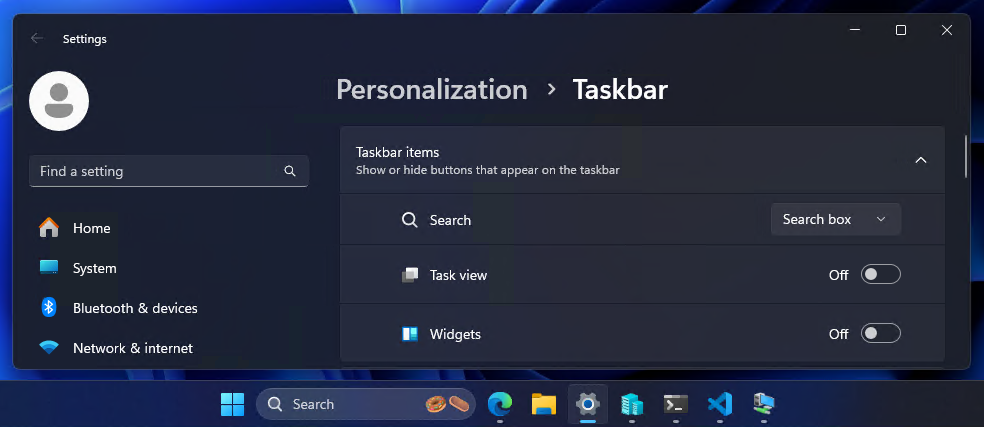 Settings
Personalization > Taskbar
Find a setting
Home
System
Bluetooth & devices
Network & internet
Taskbar items
Show or hide buttons that appear on the taskbar
Search
Search box
Task view
Off
Widgets
Off
Search